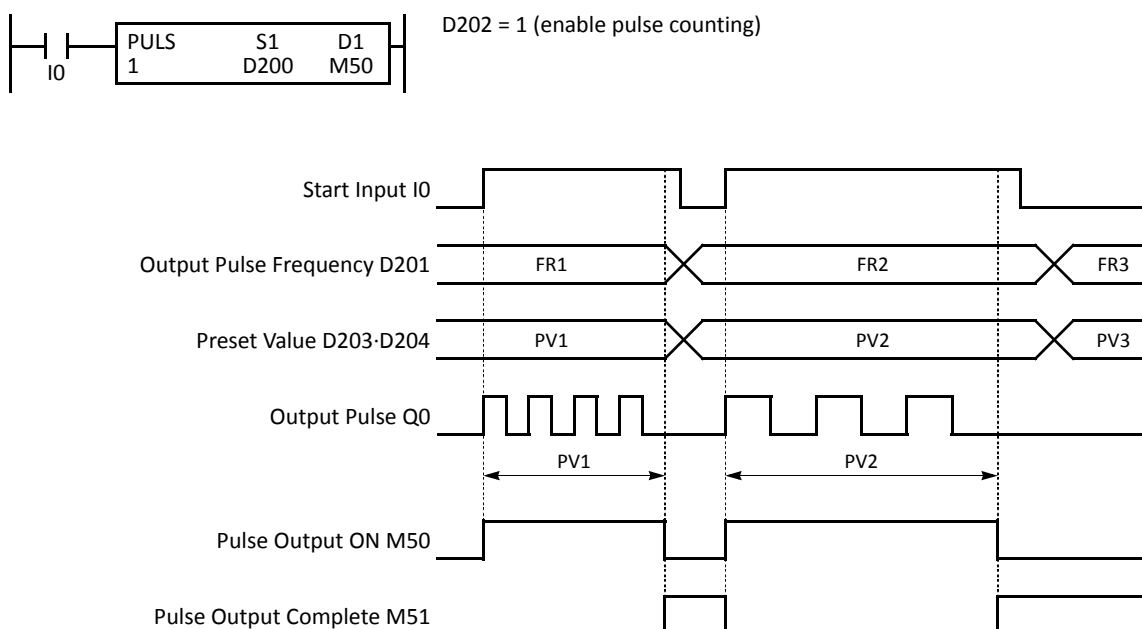 D202 = 1 (enable pulse counting)
PULS S1 D1
1 D200 M50
I0
Start Input I0
Output Pulse Frequency D201 FR1 FR2 FR3
Preset Value D203·D204 PV1 PV2 PV3
Output Pulse Q0
PV1 PV2
Pulse Output ON M50
Pulse Output Complete M51